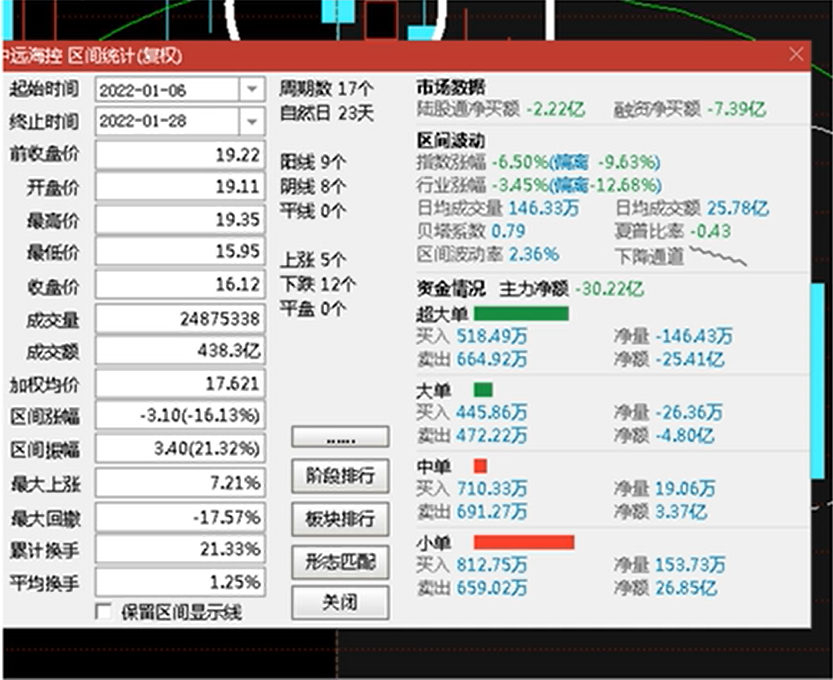 中远海控 区间统计(复权)
起始时间 2022-01-06
终止时间 2022-01-28
前收盘价 19.22
开盘价 19.11
最高价 19.35
最低价 15.95
收盘价 16.12
成交量 24875338
成交额 438.3亿
加权均价 17.621
区间涨幅 -3.10(-16.13%)
区间振幅 3.40(21.32%)
最大上涨 7.21%
最大回撤 -17.57%
累计换手 21.33%
平均换手 1.25%
保留区间显示线
周期数 17个
自然日 23天
阳线 9个
阴线 8个
平线 0个
上涨 5个
下跌 12个
平盘 0个
......
阶段排行
板块排行
形态匹配
关闭
市场数据
陆股通净买额 -2.22亿 融资净买额 -7.39亿
区间波动
指数涨幅 -6.50%(偏离 -9.63%)
行业涨幅 -3.45%(偏离-12.68%)
日均成交量 146.33万 日均成交额 25.78亿
贝塔系数 0.79 夏普比率 -0.43
区间波动率 2.36% 下降通道
资金情况 主力净额 -30.22亿
超大单
买入 518.49万 净量 -146.43万
卖出 664.92万 净额 -25.41亿
大单
买入 445.86万 净量 -26.36万
卖出 472.22万 净额 -4.80亿
中单
买入 710.33万 净量 19.06万
卖出 691.27万 净额 3.37亿
小单
买入 812.75万 净量 153.73万
卖出 659.02万 净额 26.85亿